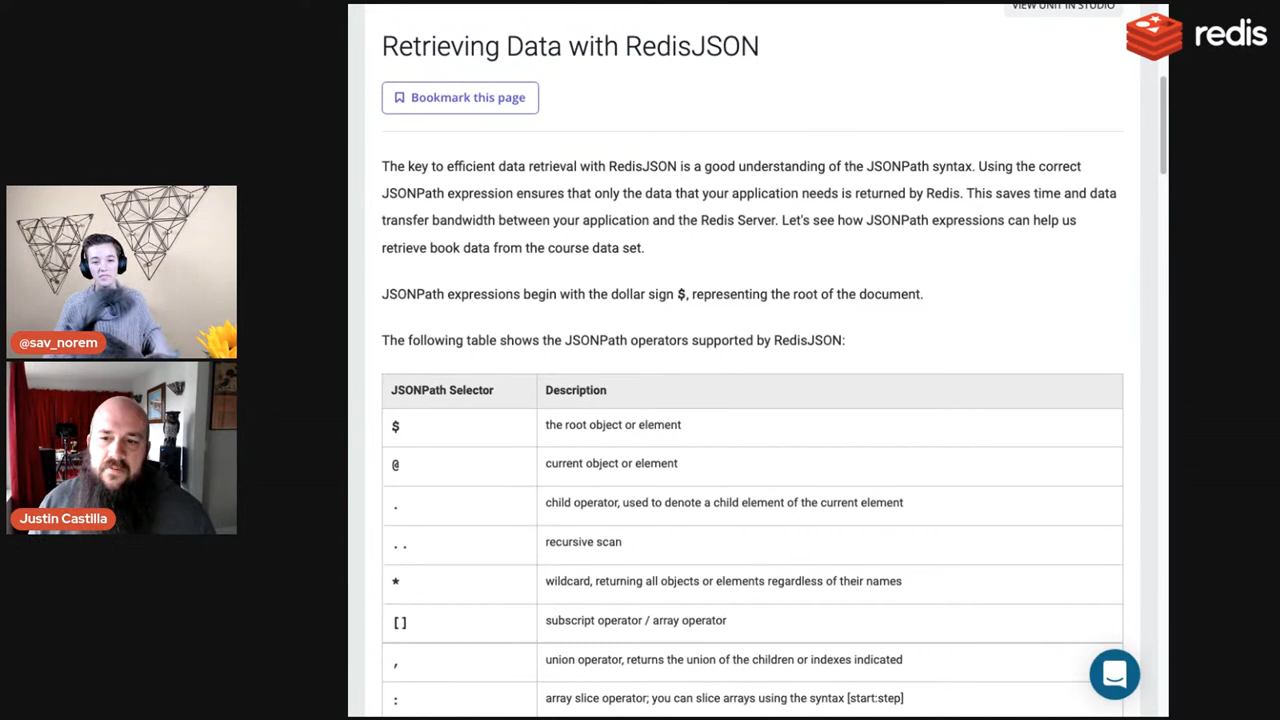 VIEW UNIT IN STUDIO
redis
Retrieving Data with RedisJSON
Bookmark this page
The key to efficient data retrieval with RedisJSON is a good understanding of the JSONPath syntax. Using the correct
JSONPath expression ensures that only the data that your application needs is returned by Redis. This saves time and data
transfer bandwidth between your application and the Redis Server. Let's see how JSONPath expressions can help us
retrieve book data from the course data set.
JSONPath expressions begin with the dollar sign $, representing the root of the document.
The following table shows the JSONPath operators supported by RedisJSON:
JSONPath Selector Description
$ the root object or element
@ current object or element
. child operator, used to denote a child element of the current element
.. recursive scan
* wildcard, returning all objects or elements regardless of their names
[] subscript operator / array operator
, union operator, returns the union of the children or indexes indicated
: array slice operator; you can slice arrays using the syntax [start:step]
@sav_norem
Justin Castilla